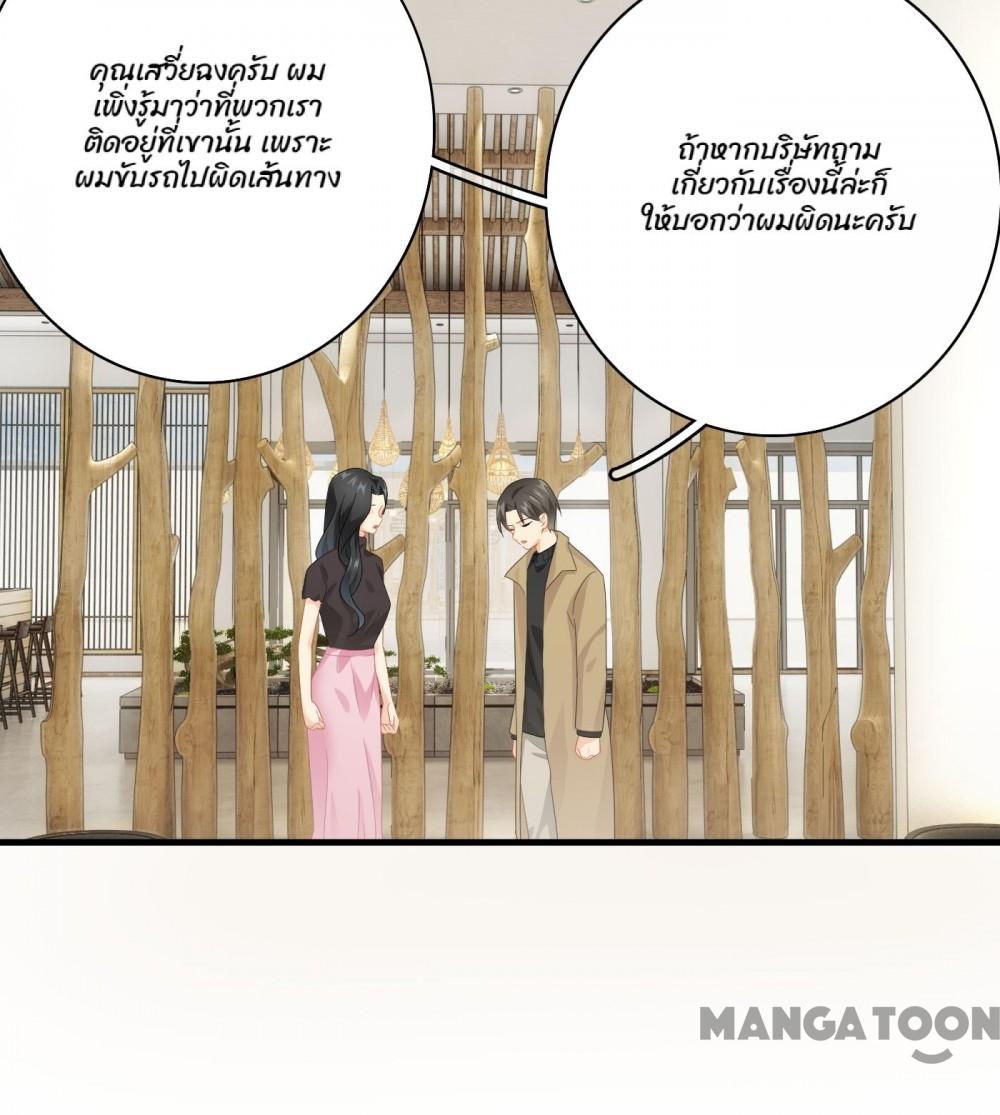 คุณเสวี่ยฉงครับ ผม
เพิ่งรู้มาว่าที่พวกเรา
ติดอยู่ที่เขานั้น เพราะ
ผมขับรถไปผิดเส้นทาง
ถ้าหากบริษัทถาม
เกี่ยวกับเรื่องนี้ล่ะก็
ให้บอกว่าผมผิดนะครับ
MANGATOON